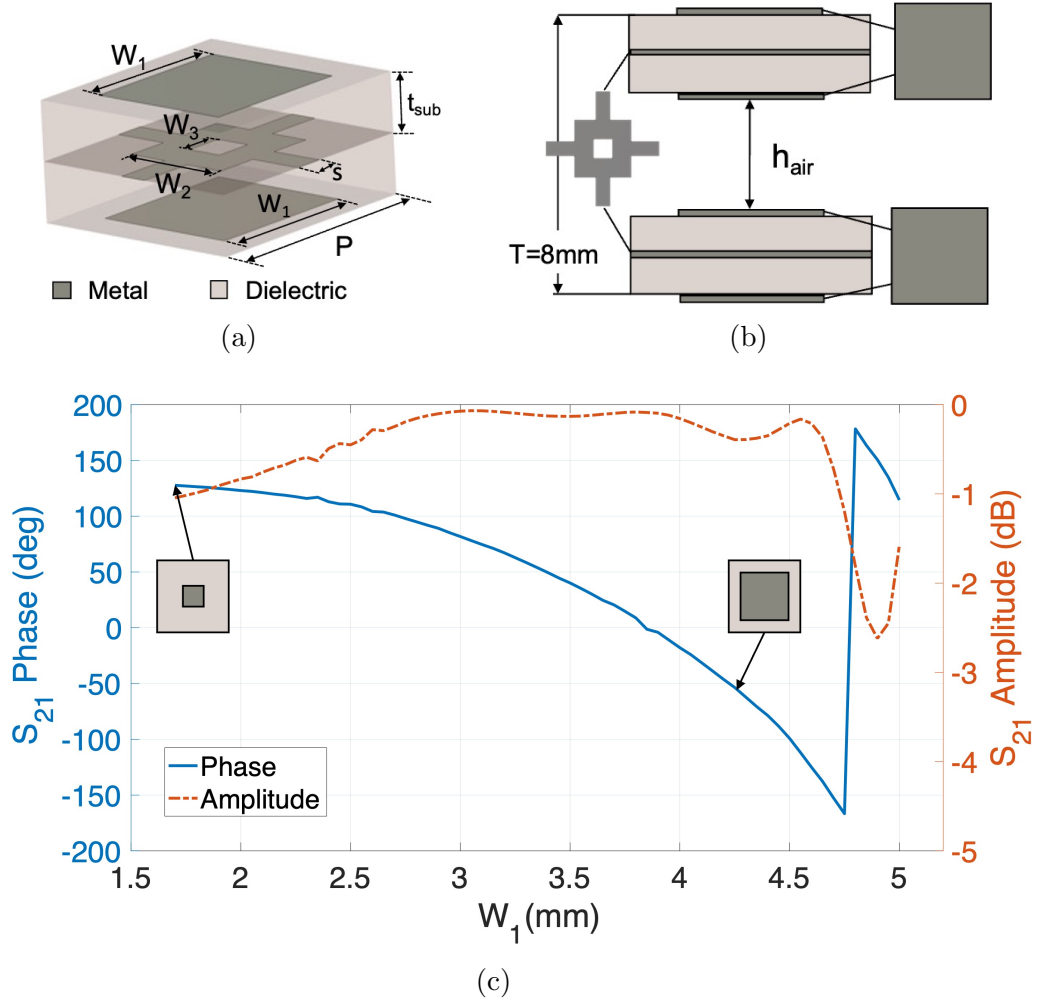 W1
tsub
W3
s
W2
W1
P
Metal
Dielectric
(a)
hair
T=8mm
(b)
200
150
100
50
0
-50
-100
-150
-200
S21 Phase (deg)
0
-1
-2
-3
-4
-5
S21 Amplitude (dB)
Phase
Amplitude
1.5 2 2.5 3 3.5 4 4.5 5
W1(mm)
(c)